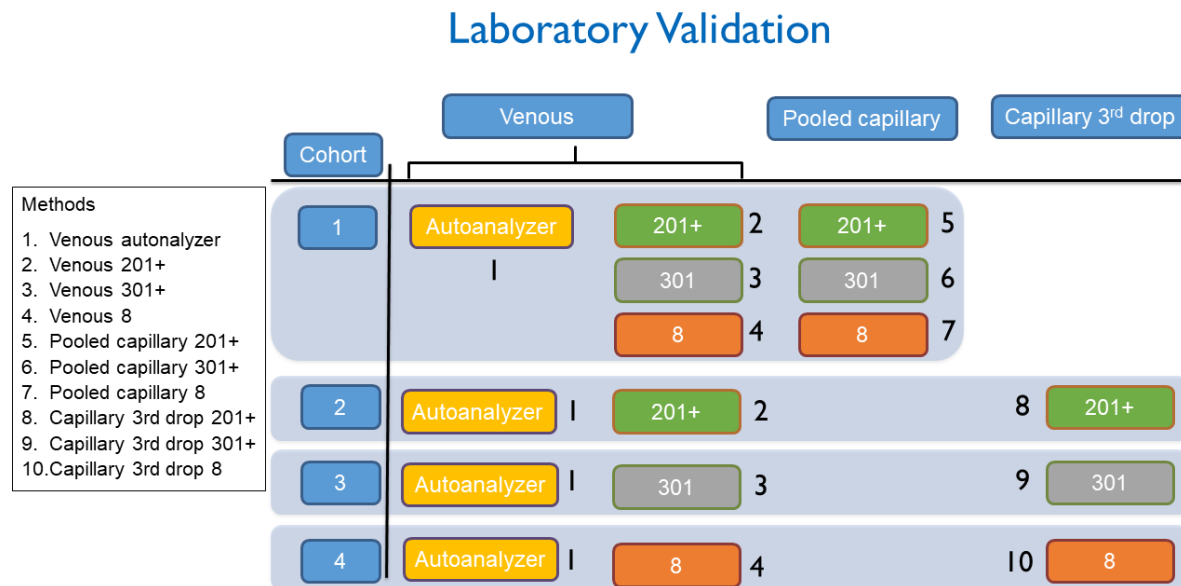 Laboratory Validation
Venous
Pooled capillary
Capillary 3rd drop
Cohort
Methods
1. Venous autonalyzer
2. Venous 201+
3. Venous 301+
4. Venous 8
5. Pooled capillary 201+
6. Pooled capillary 301+
7. Pooled capillary 8
8. Capillary 3rd drop 201+
9. Capillary 3rd drop 301+
10.Capillary 3rd drop 8
1 Autoanalyzer 201+ 2 201+ 5
1 301 3 301 6
8 4 8 7
2 Autoanalyzer 1 201+ 2 8 201+
3 Autoanalyzer 1 301 3 9 301
4 Autoanalyzer 1 8 4 10 8